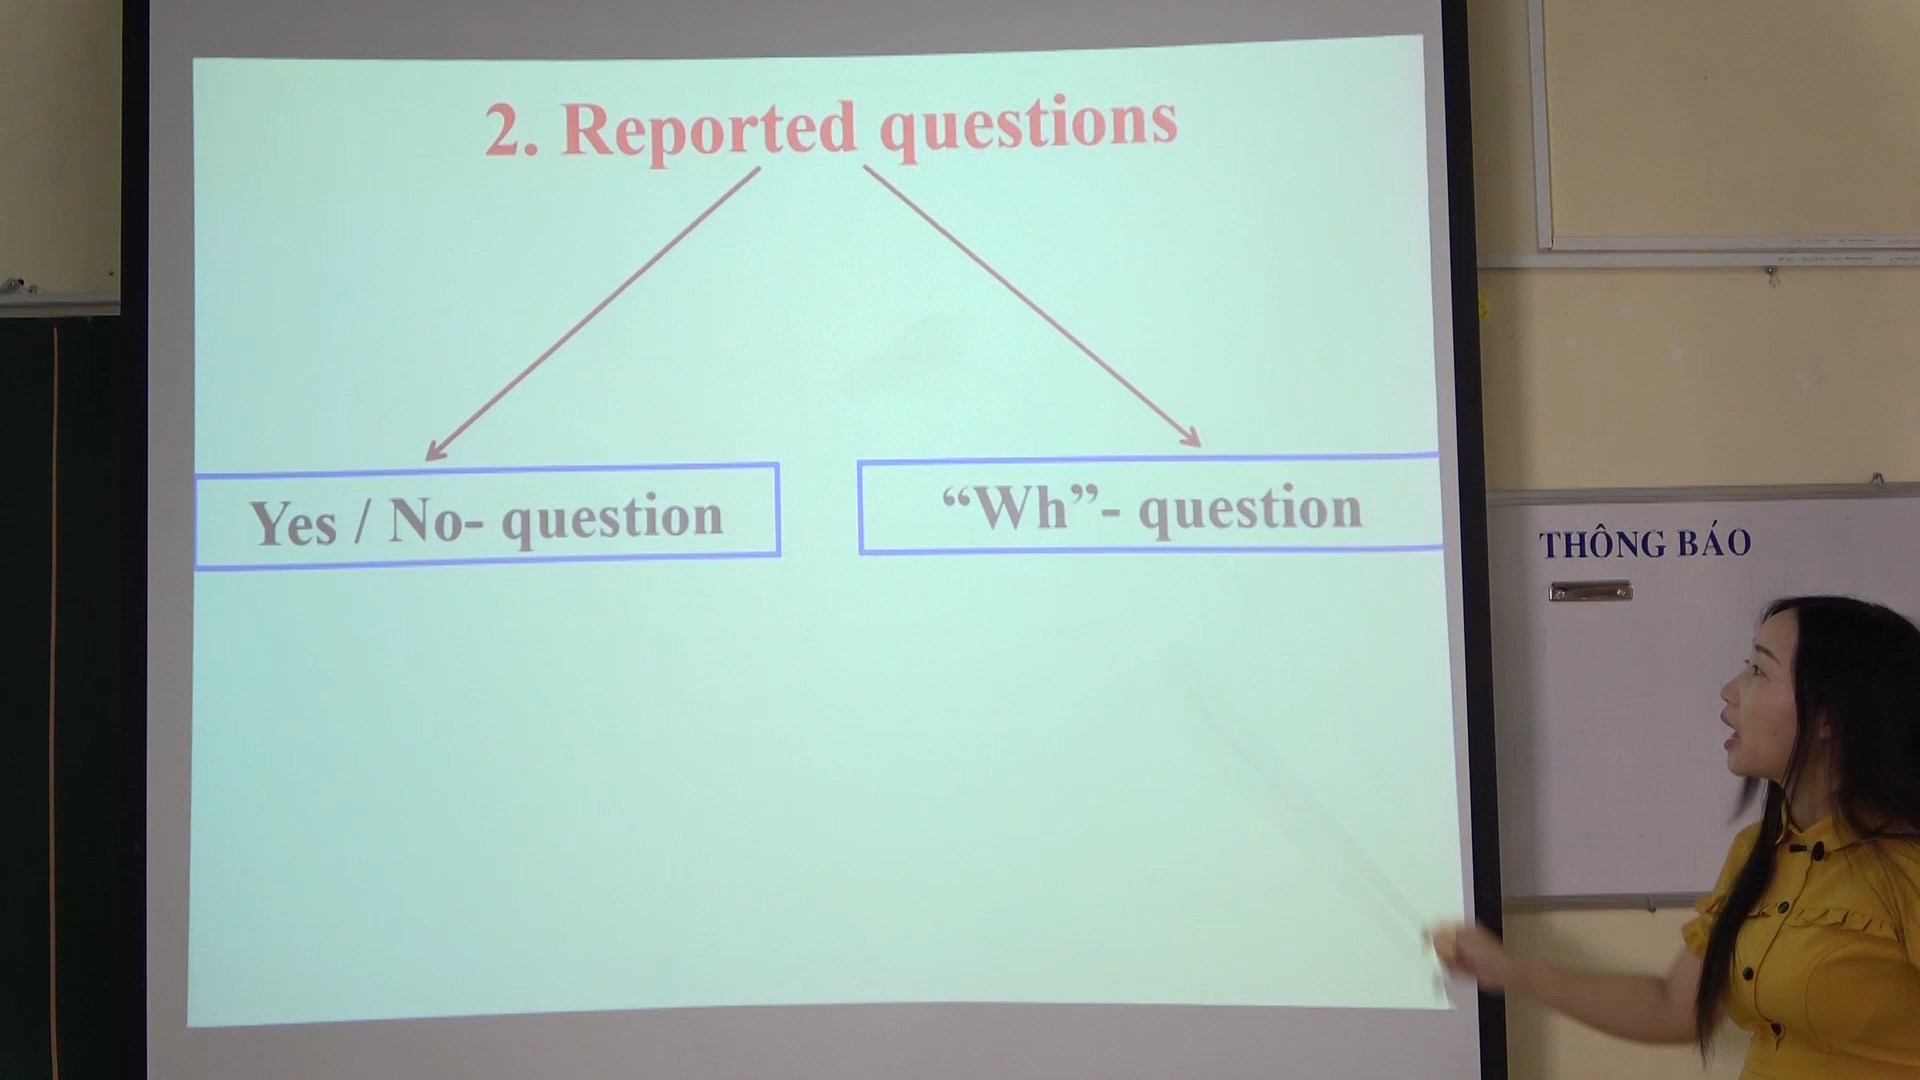 2. Reported questions
Yes / No- question
“Wh”- question
THÔNG BÁO